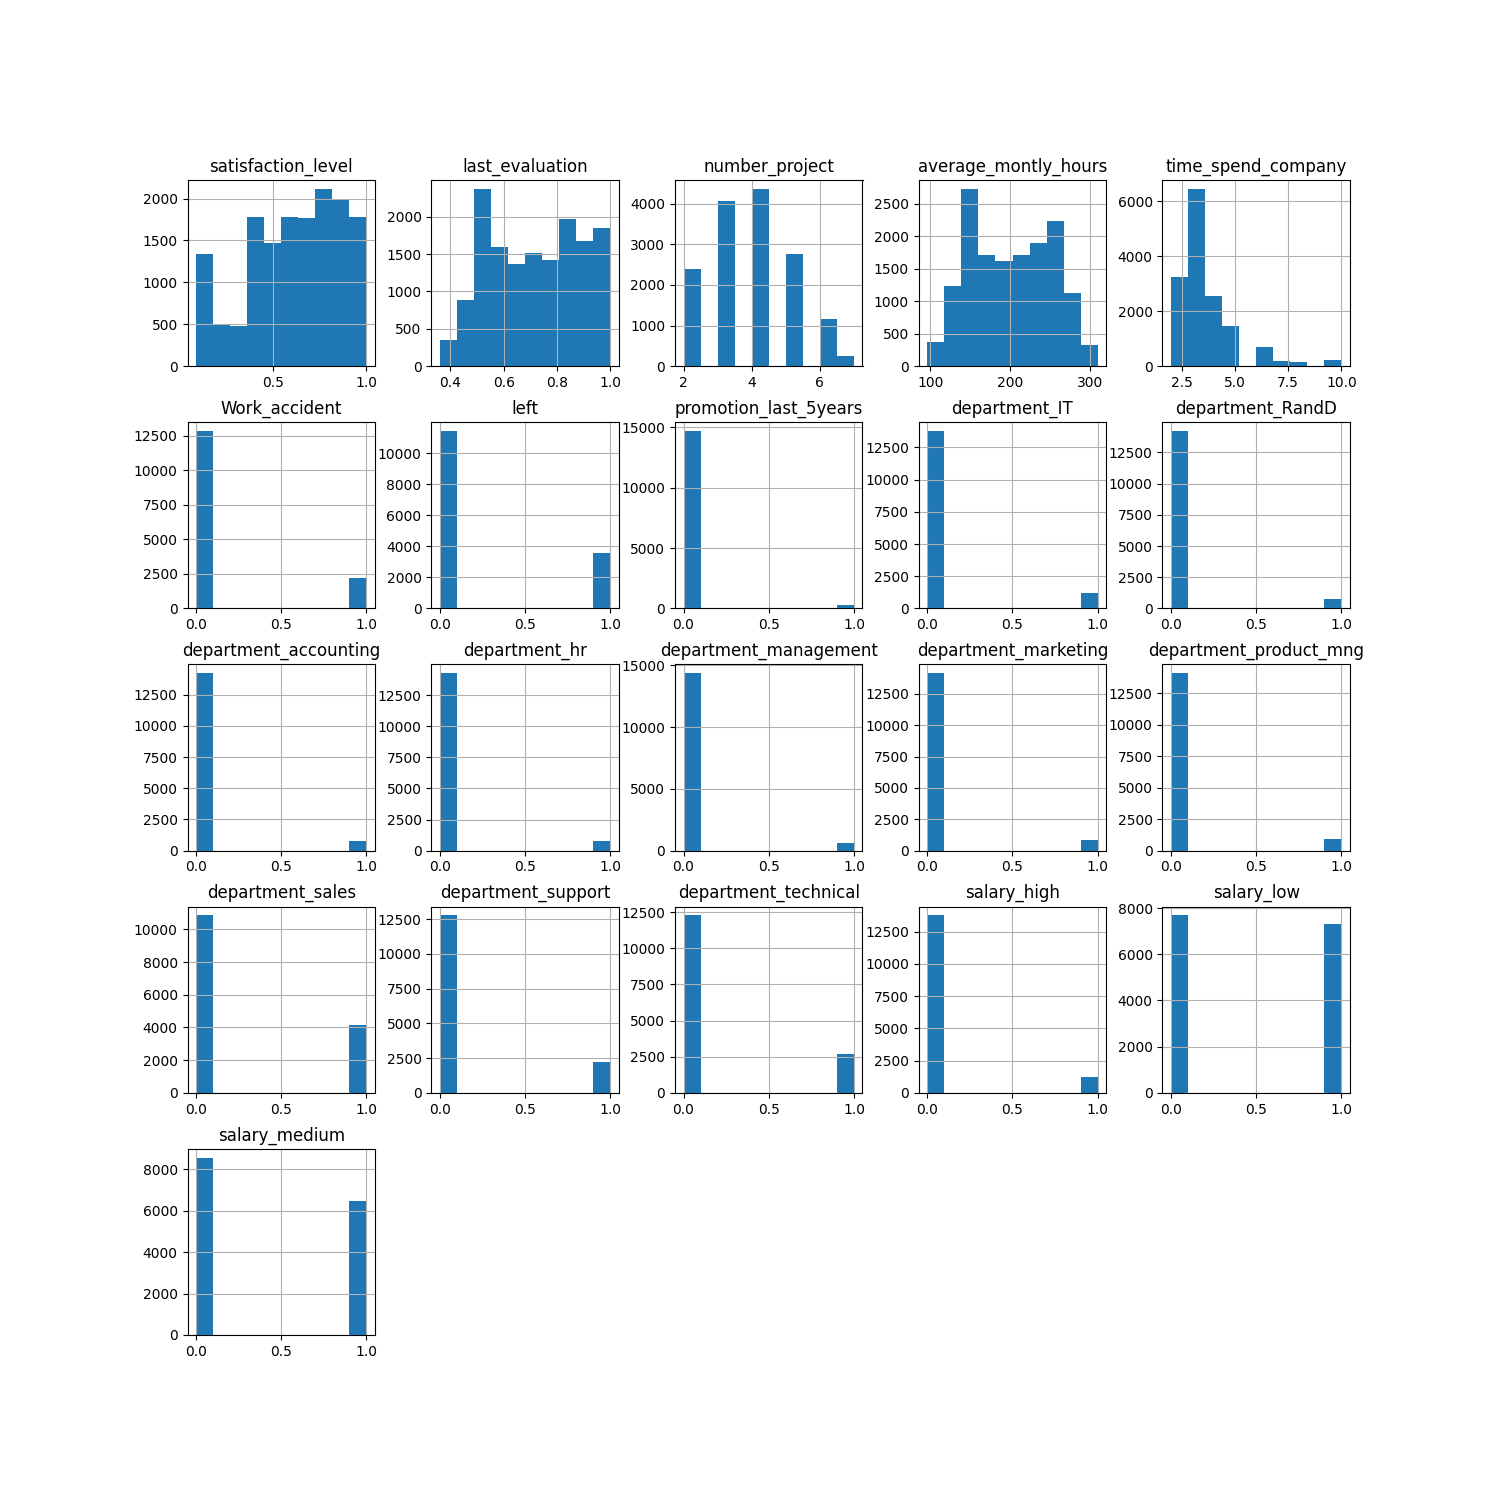 satisfaction_level
2000
1500
1000
500
0
0.5 1.0
last_evaluation
2000
1500
1000
500
0
0.4 0.6 0.8 1.0
number_project
4000
3000
2000
1000
0
2 4 6
average_montly_hours
2500
2000
1500
1000
500
0
100 200 300
time_spend_company
6000
4000
2000
0
2.5 5.0 7.5 10.0
Work_accident
12500
10000
7500
5000
2500
0
0.0 0.5 1.0
left
10000
8000
6000
4000
2000
0
0.0 0.5 1.0
promotion_last_5years
15000
10000
5000
0
0.0 0.5 1.0
department_IT
12500
10000
7500
5000
2500
0
0.0 0.5 1.0
department_RandD
12500
10000
7500
5000
2500
0
0.0 0.5 1.0
department_accounting
12500
10000
7500
5000
2500
0
0.0 0.5 1.0
department_hr
12500
10000
7500
5000
2500
0
0.0 0.5 1.0
department_management
15000
10000
5000
0
0.0 0.5 1.0
department_marketing
12500
10000
7500
5000
2500
0
0.0 0.5 1.0
department_product_mng
12500
10000
7500
5000
2500
0
0.0 0.5 1.0
department_sales
10000
8000
6000
4000
2000
0
0.0 0.5 1.0
department_support
12500
10000
7500
5000
2500
0
0.0 0.5 1.0
department_technical
12500
10000
7500
5000
2500
0
0.0 0.5 1.0
salary_high
12500
10000
7500
5000
2500
0
0.0 0.5 1.0
salary_low
8000
6000
4000
2000
0
0.0 0.5 1.0
salary_medium
8000
6000
4000
2000
0
0.0 0.5 1.0